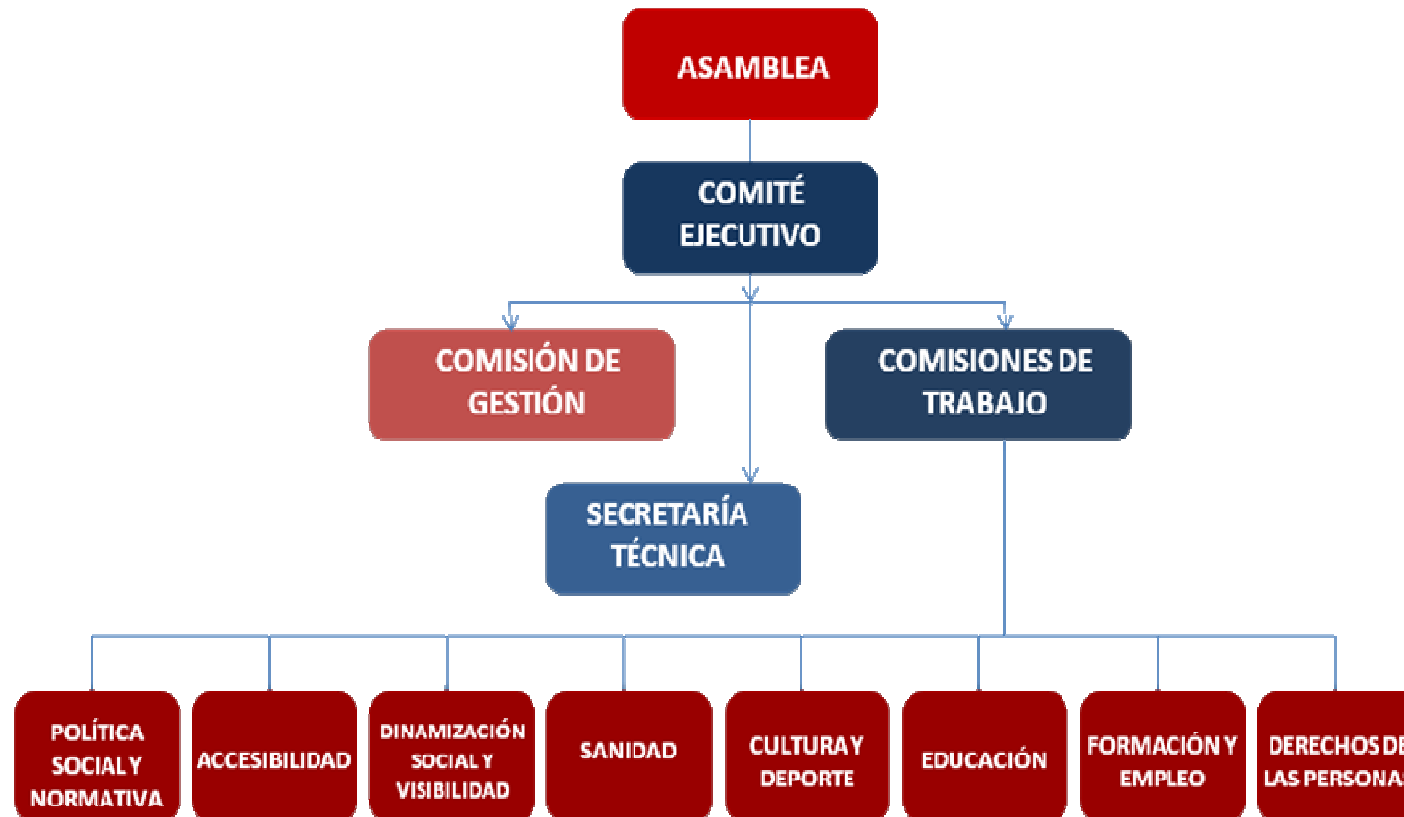 ASAMBLEA
COMITÉ
EJECUTIVO
COMISIÓN DE
GESTIÓN
COMISIONES DE
TRABAJO
SECRETARÍA
TÉCNICA
POLÍTICA
SOCIAL Y
NORMATIVA
ACCESIBILIDAD
DINAMIZACIÓN
SOCIAL Y
VISIBILIDAD
SANIDAD
CULTURA Y
DEPORTE
EDUCACIÓN
FORMACIÓN Y
EMPLEO
DERECHOS DE
LAS PERSONAS